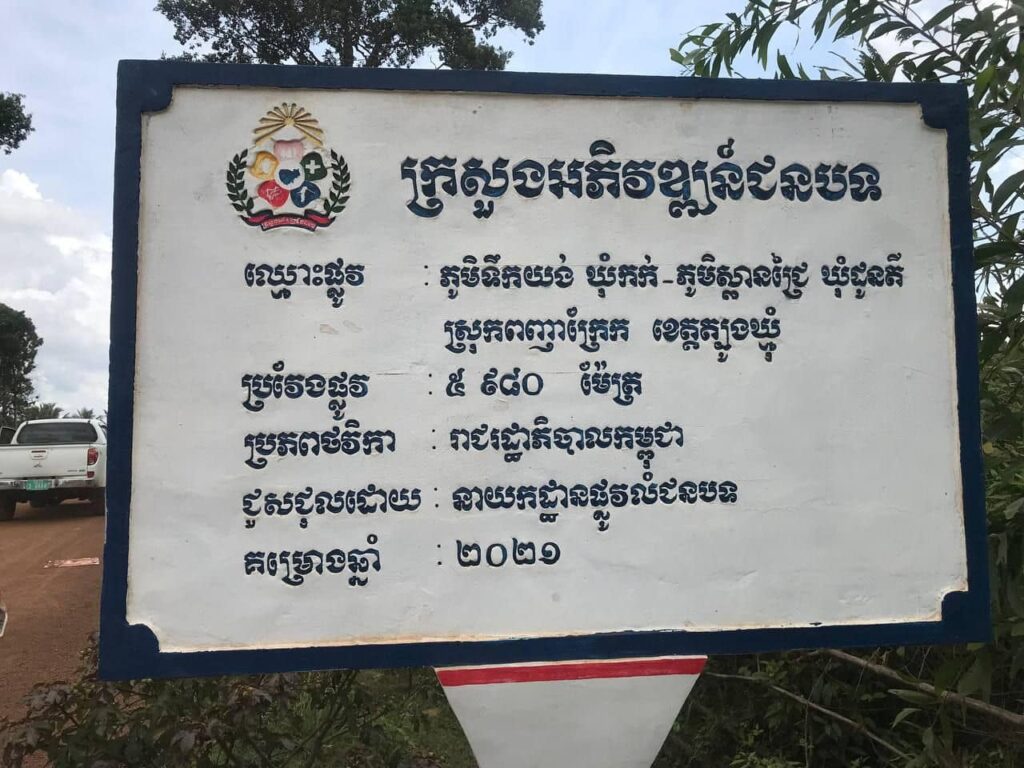 ក្រសួងអភិវឌ្ឍន៍ជនបទ
ឈ្មោះផ្លូវ : ភូមិទឹកយង់ ឃុំកក់-ភូមិស្ពានជ្រៃ ឃុំដូនតី
ស្រុកពញាក្រែក ខេត្តត្បូងឃ្មុំ
ប្រវែងផ្លូវ : ៥ ៩៨០ ម៉ែត្រ
ប្រភពថវិកា : រាជរដ្ឋាភិបាលកម្ពុជា
ជួសជុលដោយ : នាយកដ្ឋានផ្លូវលំជនបទ
គម្រោងឆ្នាំ : ២០២១